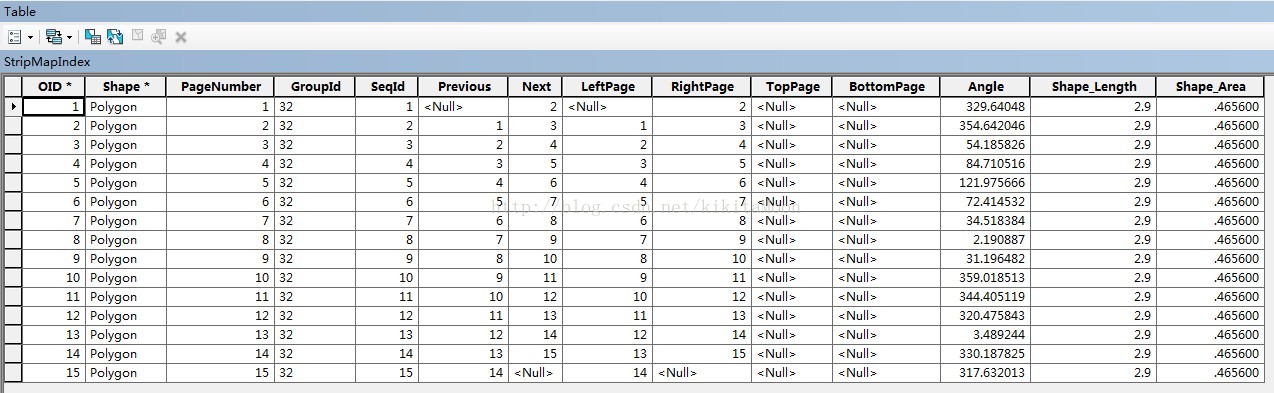 Table
StripMapIndex
OID * Shape * PageNumber GroupId SeqId Previous Next LeftPage RightPage TopPage BottomPage Angle Shape_Length Shape_Area
1 Polygon 1 32 1 <Null> 2 <Null> 2 <Null> <Null> 329.64048 2.9 .465600
2 Polygon 2 32 2 1 3 1 3 <Null> <Null> 354.642046 2.9 .465600
3 Polygon 3 32 3 2 4 2 4 <Null> <Null> 54.185826 2.9 .465600
4 Polygon 4 32 4 3 5 3 5 <Null> <Null> 84.710516 2.9 .465600
5 Polygon 5 32 5 4 6 4 6 <Null> <Null> 121.975666 2.9 .465600
6 Polygon 6 32 6 5 7 5 7 <Null> <Null> 72.414532 2.9 .465600
7 Polygon 7 32 7 6 8 6 8 <Null> <Null> 34.518384 2.9 .465600
8 Polygon 8 32 8 7 9 7 9 <Null> <Null> 2.190887 2.9 .465600
9 Polygon 9 32 9 8 10 8 10 <Null> <Null> 31.196482 2.9 .465600
10 Polygon 10 32 10 9 11 9 11 <Null> <Null> 359.018513 2.9 .465600
11 Polygon 11 32 11 10 12 10 12 <Null> <Null> 344.405119 2.9 .465600
12 Polygon 12 32 12 11 13 11 13 <Null> <Null> 320.475843 2.9 .465600
13 Polygon 13 32 13 12 14 12 14 <Null> <Null> 3.489244 2.9 .465600
14 Polygon 14 32 14 13 15 13 15 <Null> <Null> 330.187825 2.9 .465600
15 Polygon 15 32 15 14 <Null> 14 <Null> <Null> <Null> 317.632013 2.9 .465600